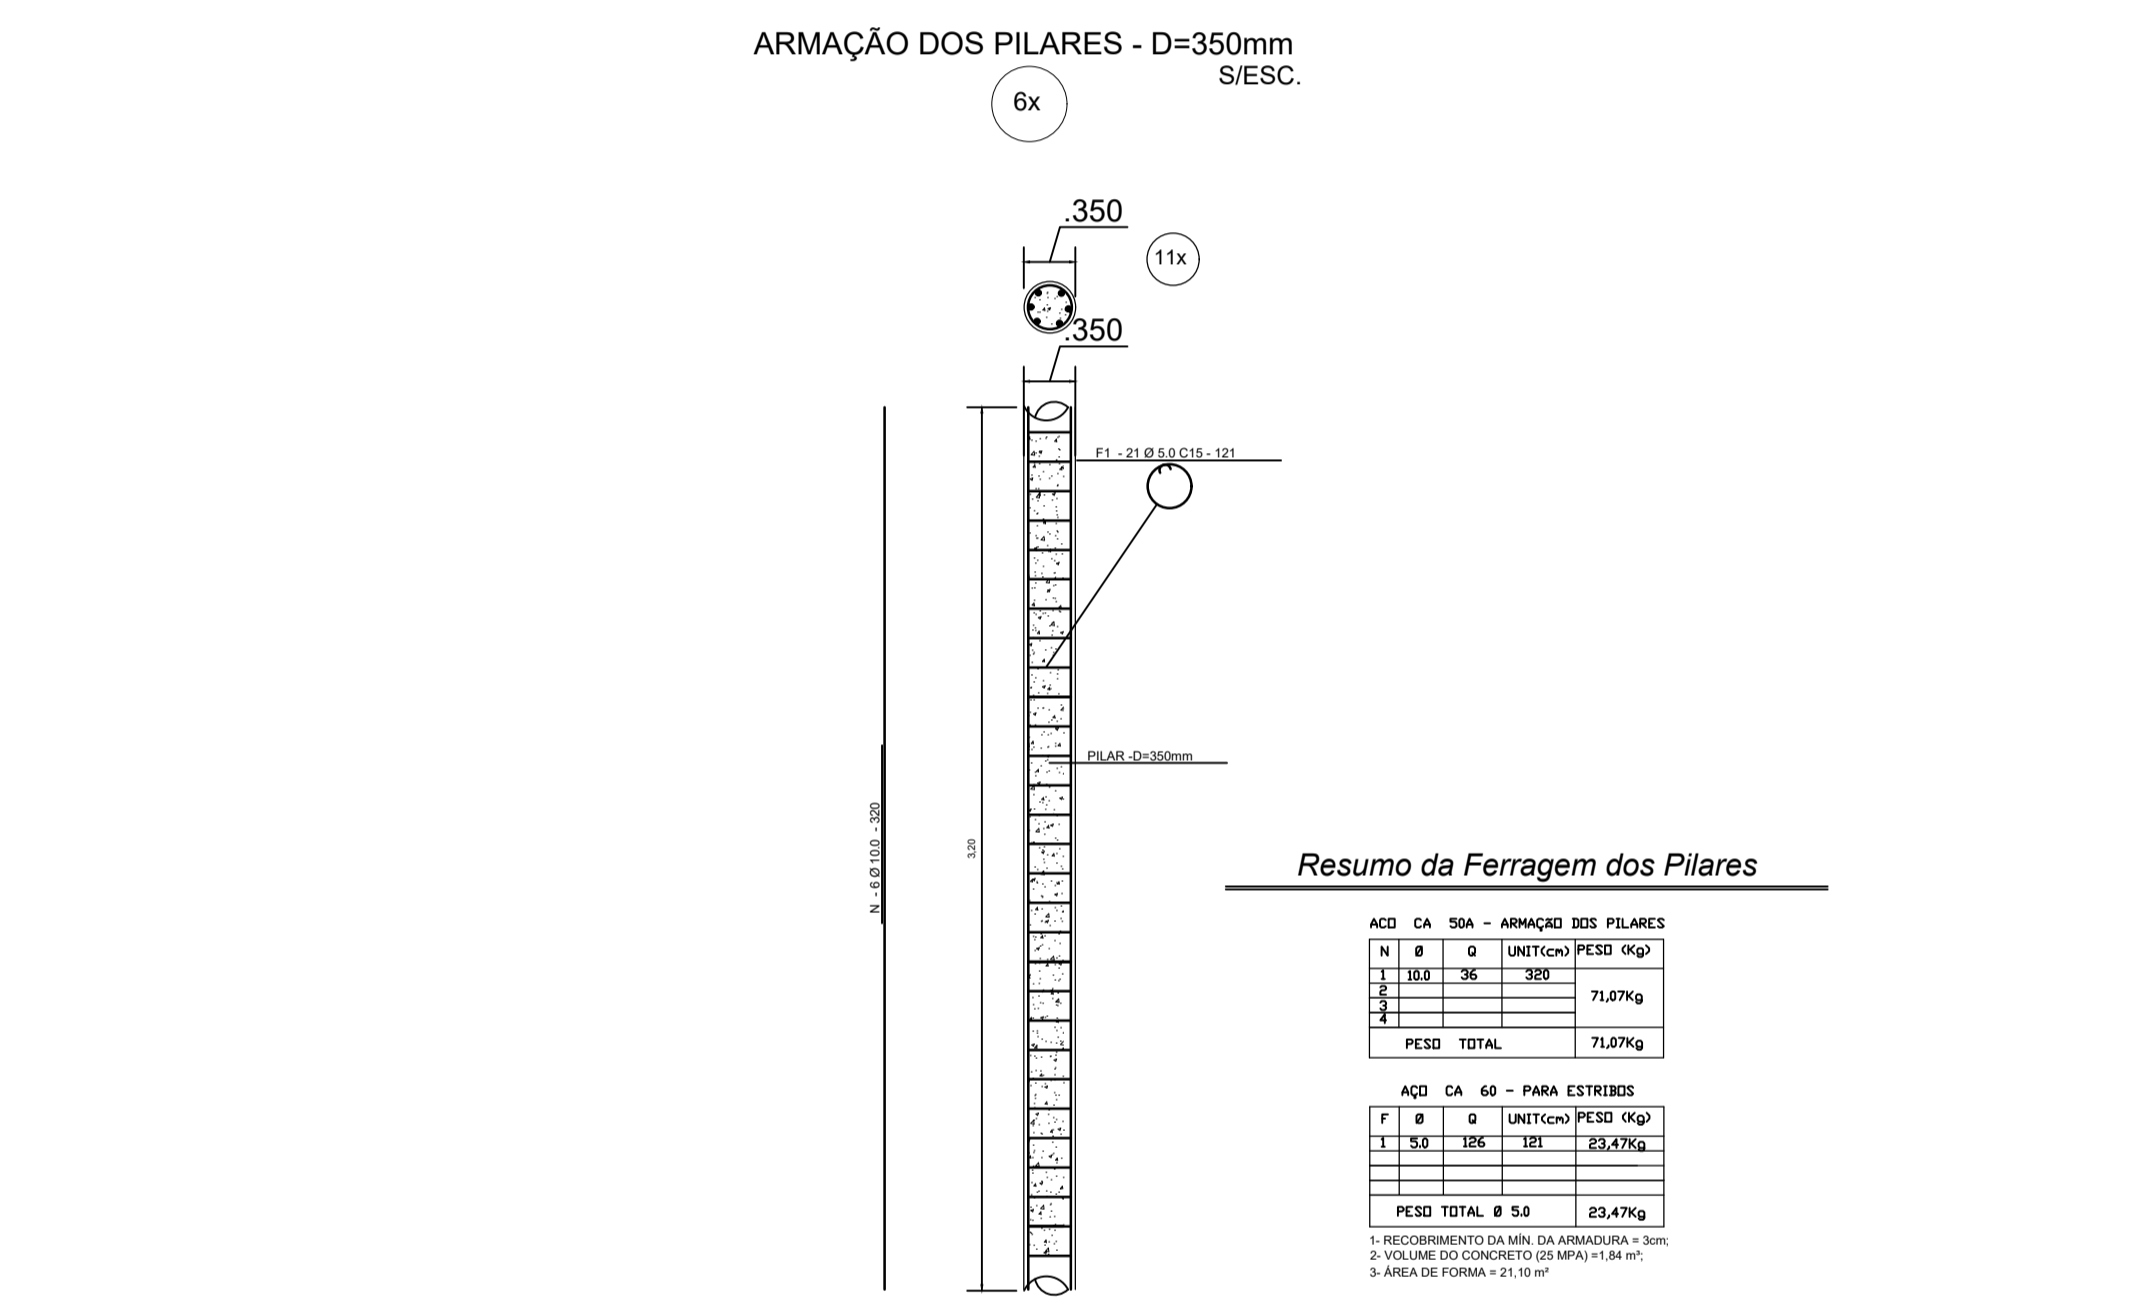 ARMAÇÃO DOS PILARES - D=350mm
S/ESC.
6x
.350
11x
.350
F1 - 21 Ø 5.0 C15 - 121
PILAR -D=350mm
N - 6 Ø 10.0 - 320
3,20
Resumo da Ferragem dos Pilares
ACO CA 50A - ARMAÇÃO DOS PILARES
N Ø Q UNIT(cm) PESO (Kg)
1 10.0 36 320
2
71,07Kg
3
4
PESO TOTAL 71,07Kg
AÇO CA 60 - PARA ESTRIBOS
F Ø Q UNIT(cm) PESO (Kg)
1 5.0 126 121 23,47Kg
PESO TOTAL Ø 5.0 23,47Kg
1- RECOBRIMENTO DA MÍN. DA ARMADURA = 3cm;
2- VOLUME DO CONCRETO (25 MPA) =1,84 m³;
3- ÁREA DE FORMA = 21,10 m²